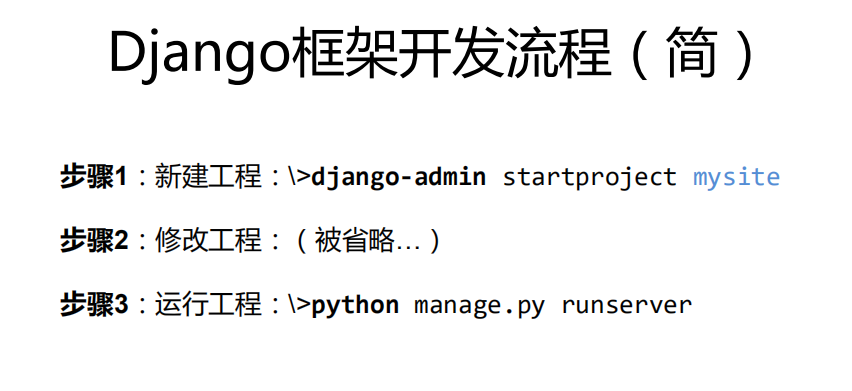 Django框架开发流程（简）
步骤1：新建工程：\>django-admin startproject mysite
步骤2：修改工程：（被省略…）
步骤3：运行工程：\>python manage.py runserver